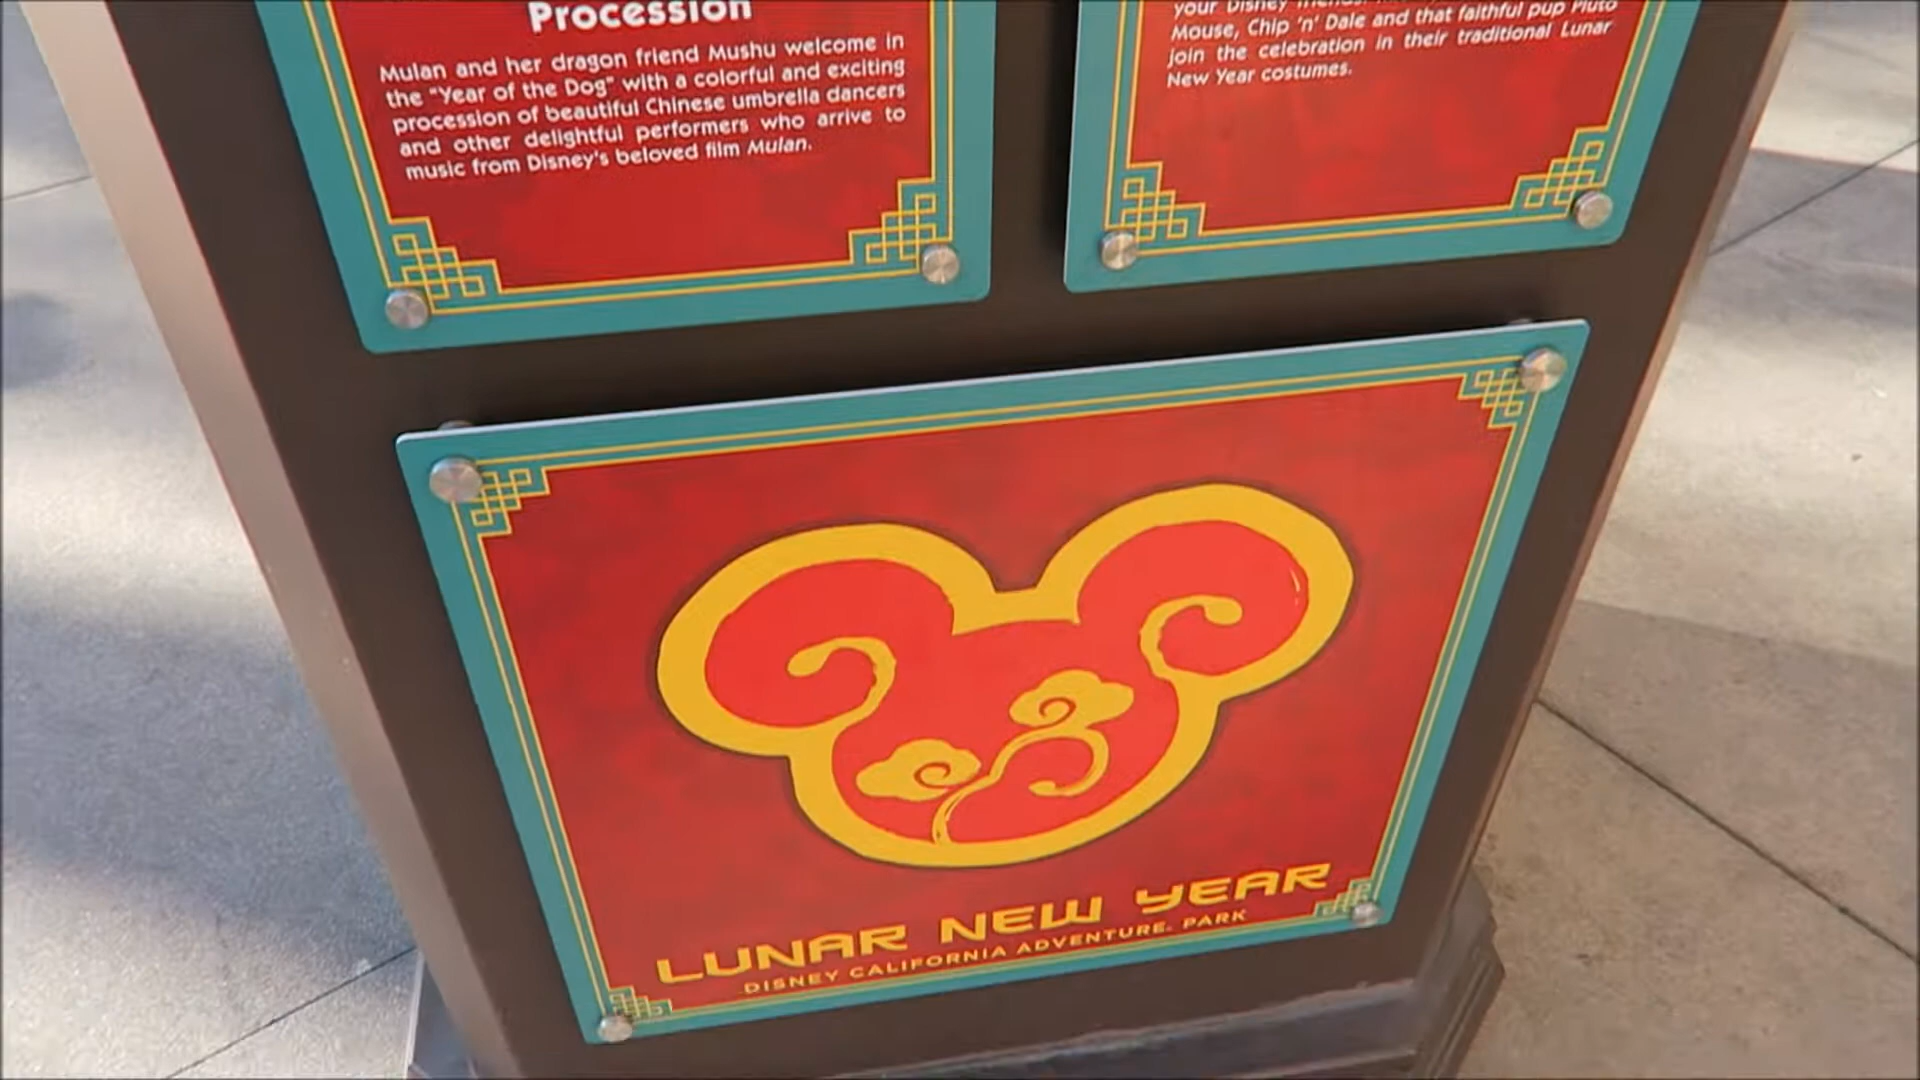 Procession
Mulan and her dragon friend Mushu welcome in
the "Year of the Dog" with a colorful and exciting
procession of beautiful Chinese umbrella dancers
and other delightful performers who arrive to
music from Disney's beloved film Mulan.
your Disney
Mouse, Chip 'n' Dale and that faithful pup Pluto
join the celebration in their traditional Lunar
New Year costumes.
LUNAR NEW YEAR
DISNEY CALIFORNIA ADVENTURE® PARK